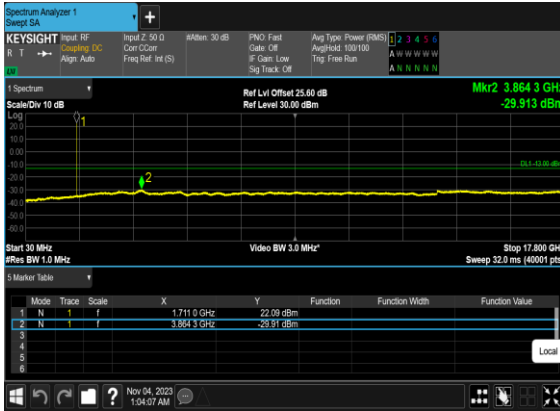 Spectrum Analyzer 1
Swept SA
+
KEYSIGHT Input: RF Input Z: 50 Ω #Atten: 30 dB PNO: Fast Avg Type: Power (RMS) 1 2 3 4 5 6
R T Coupling: DC Corr CCorr Gate: Off Avg|Hold: 100/100 A W W W W W
Align: Auto Freq Ref: Int (S) IF Gain: Low Trig: Free Run
Sig Track: Off A N N N N N
1 Spectrum Ref Lvl Offset 25.60 dB Mkr2 3.864 3 GHz
Scale/Div 10 dB Ref Level 30.00 dBm -29.913 dBm
Log
20.0
10.0
0.00
-10.0
-20.0
-30.0
-40.0
-50.0
-60.0
1
2
DL1 -13.00 dBm
Start 30 MHz Video BW 3.0 MHz* Stop 17.800 GHz
#Res BW 1.0 MHz Sweep 32.0 ms (40001 pts)
5 Marker Table
Mode Trace Scale X Y Function Function Width Function Value
1 N 1 f 1.711 0 GHz 22.09 dBm
2 N 1 f 3.864 3 GHz -29.91 dBm
3
4
5
6
Local
? Nov 04, 2023
1:04:07 AM